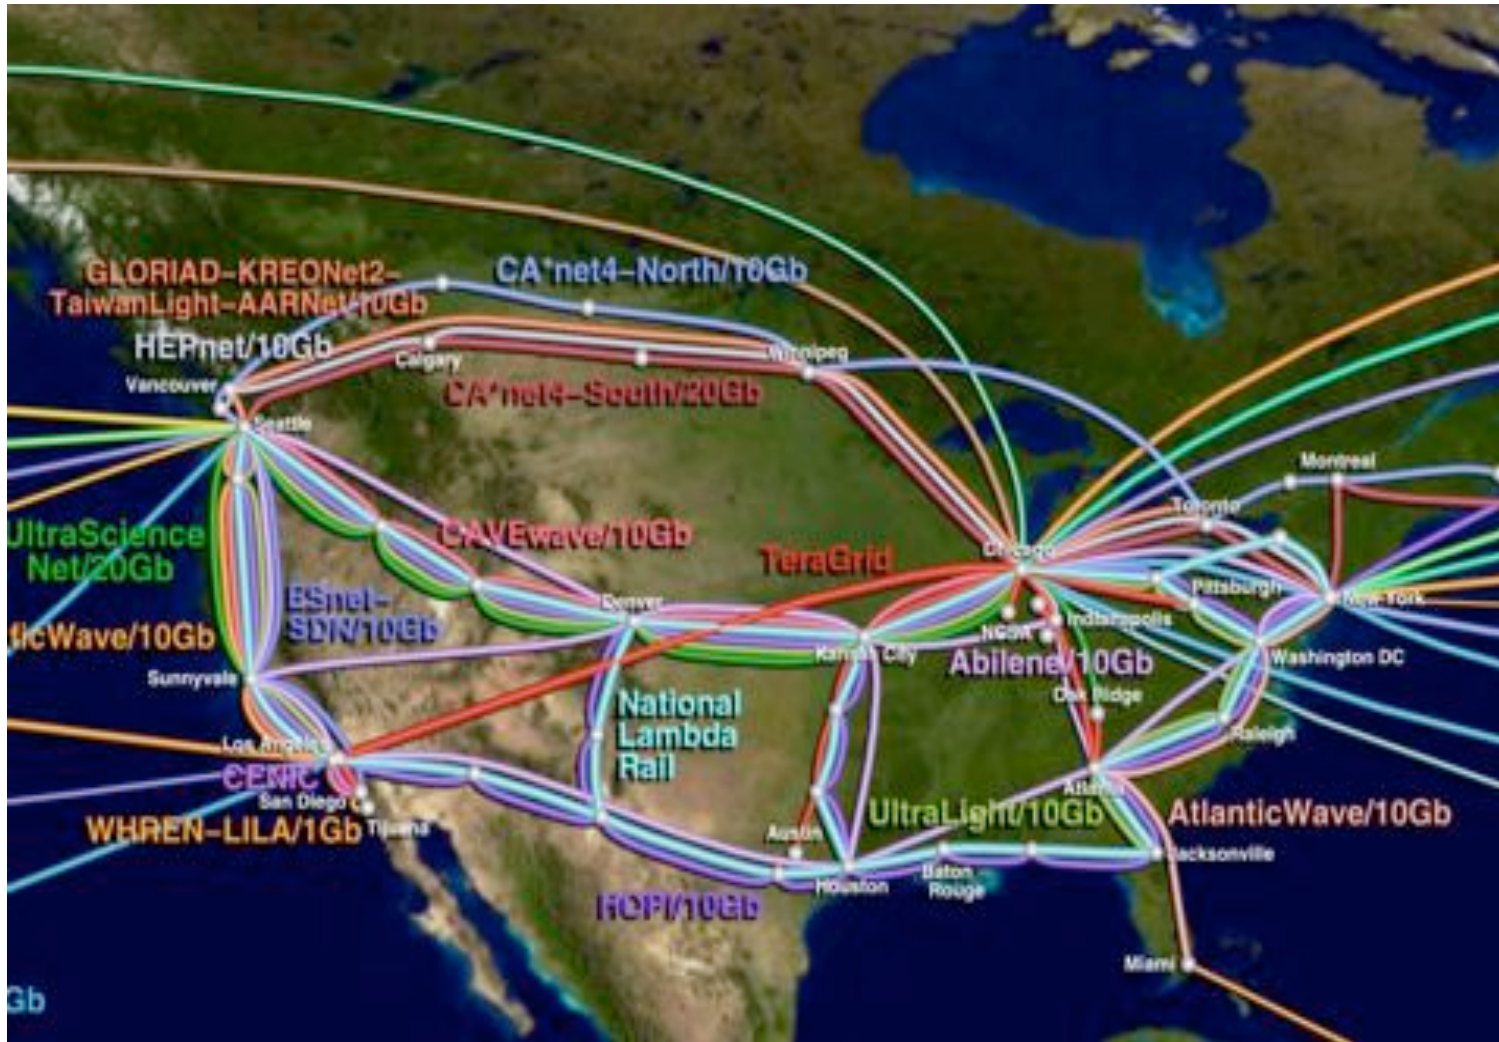 GLORIAD-KREONet2-
TaiwanLight-AARNet/10Gb
CA*net4-North/10Gb
HEPnet/10Gb
Calgary
Winnipeg
Vancouver
CA*net4-South/20Gb
Seattle
Montreal
Toronto
UltraScience
Net/20Gb
CAVEwave/10Gb
TeraGrid
Chicago
Pittsburgh
New York
ESnet-
SDN/10Gb
Denver
ticWave/10Gb
NCSA
Indianapolis
Kansas City
Abilene/10Gb
Washington DC
Sunnyvale
Oak Ridge
National
Lambda
Rail
Raleigh
Los Angeles
CENIC
San Diego
Atlanta
WHREN-LILA/1Gb
Tijuana
UltraLight/10Gb
AtlanticWave/10Gb
Austin
Jacksonville
Houston
Baton
Rouge
HOPI/10Gb
Miami
Gb